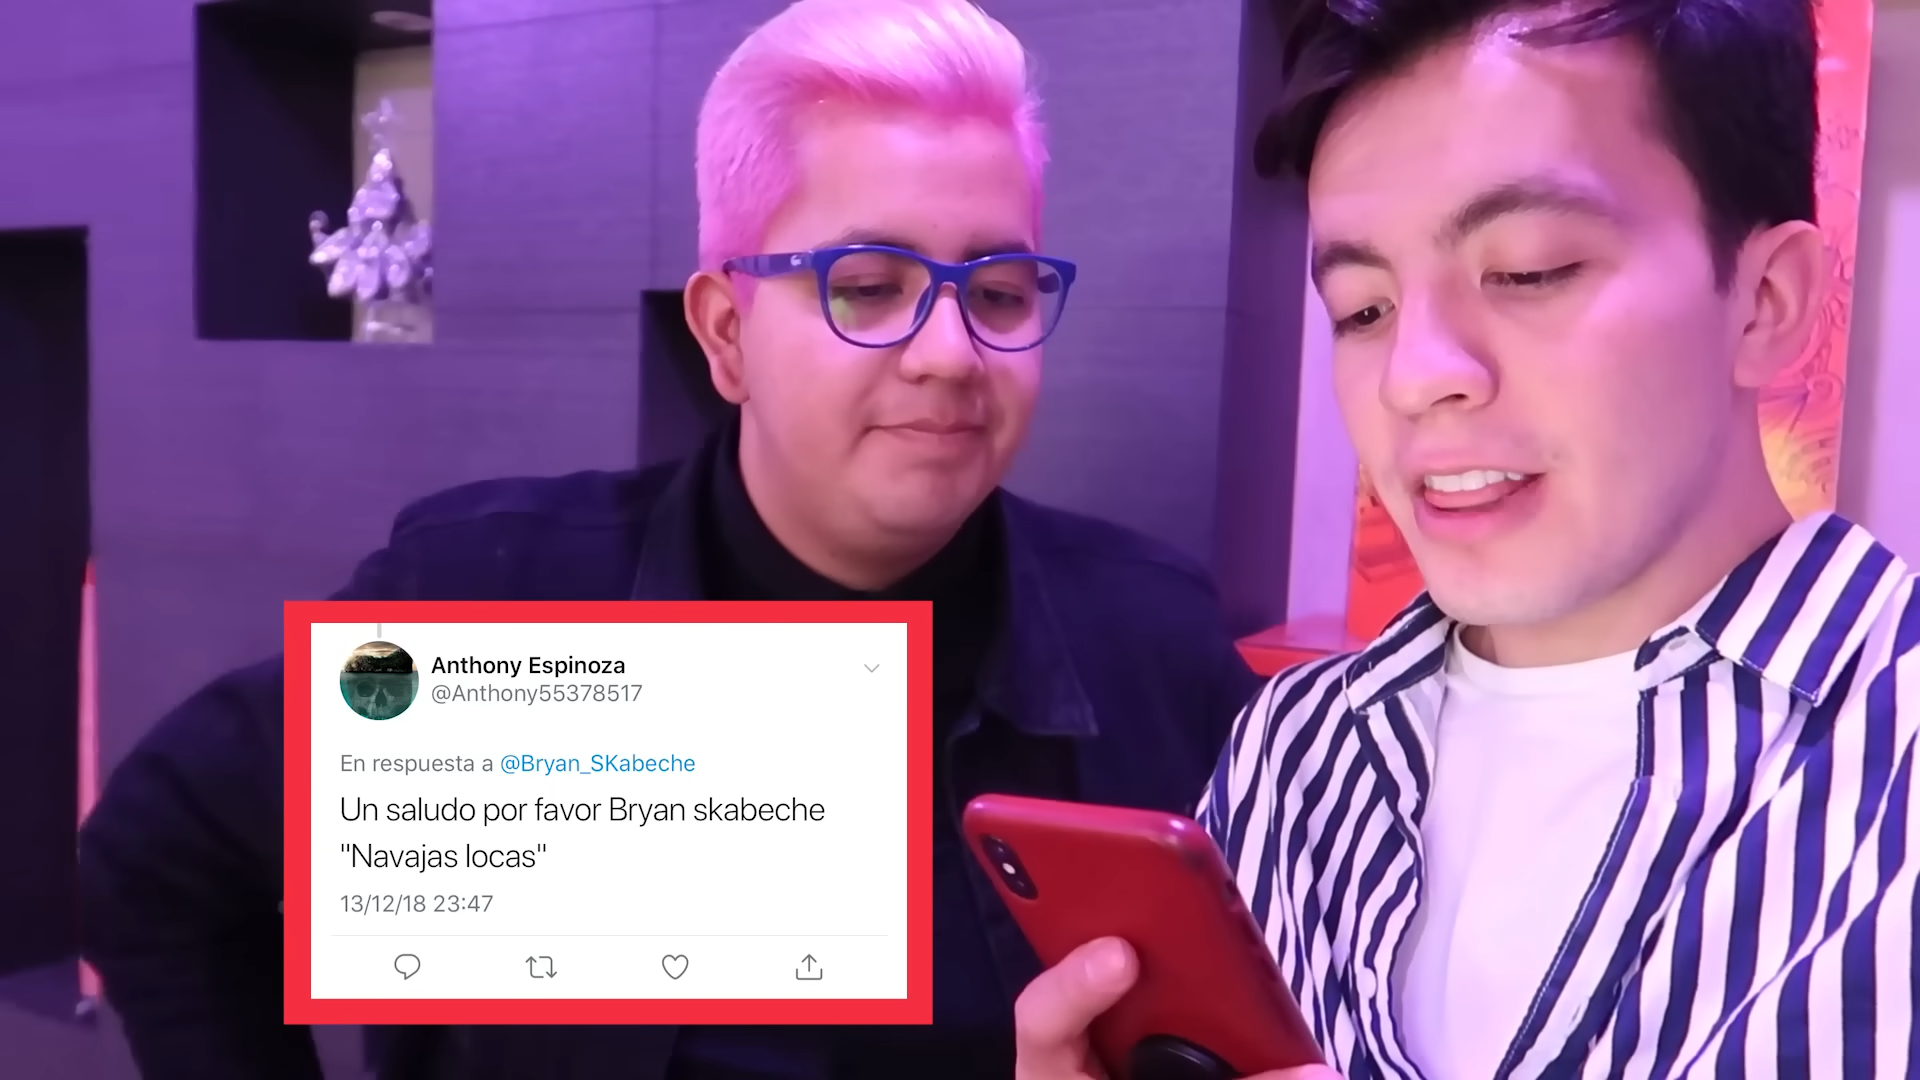 Anthony Espinoza
@Anthony55378517
En respuesta a @Bryan_SKabeche
Un saludo por favor Bryan skabeche
"Navajas locas"
13/12/18 23:47